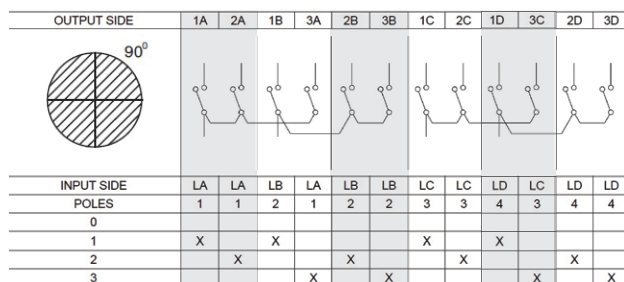 OUTPUT SIDE 1A 2A 1B 3A 2B 3B 1C 2C 1D 3C 2D 3D
90⁰
INPUT SIDE LA LA LB LA LB LB LC LC LD LC LD LD
POLES 1 1 2 1 2 2 3 3 4 3 4 4
0
1 X X X X
2 X X X X
3 X X X X